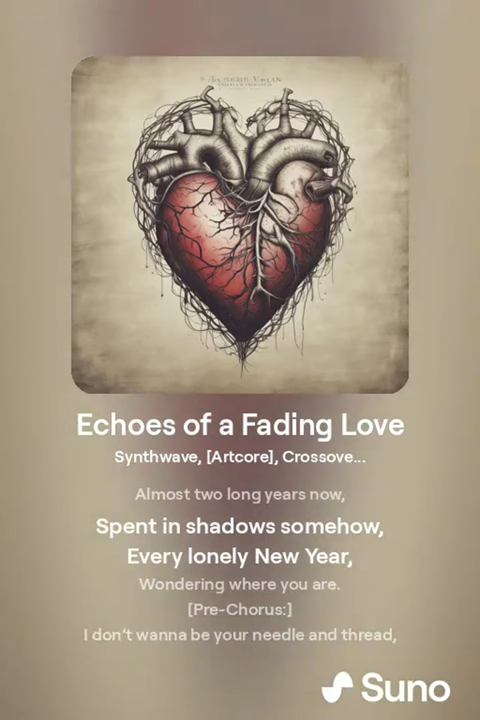 Echoes of a Fading Love
Synthwave, [Artcore], Crossove...
Almost two long years now,
Spent in shadows somehow,
Every lonely New Year,
Wondering where you are.
[Pre-Chorus:]
I don't wanna be your needle and thread,
Suno